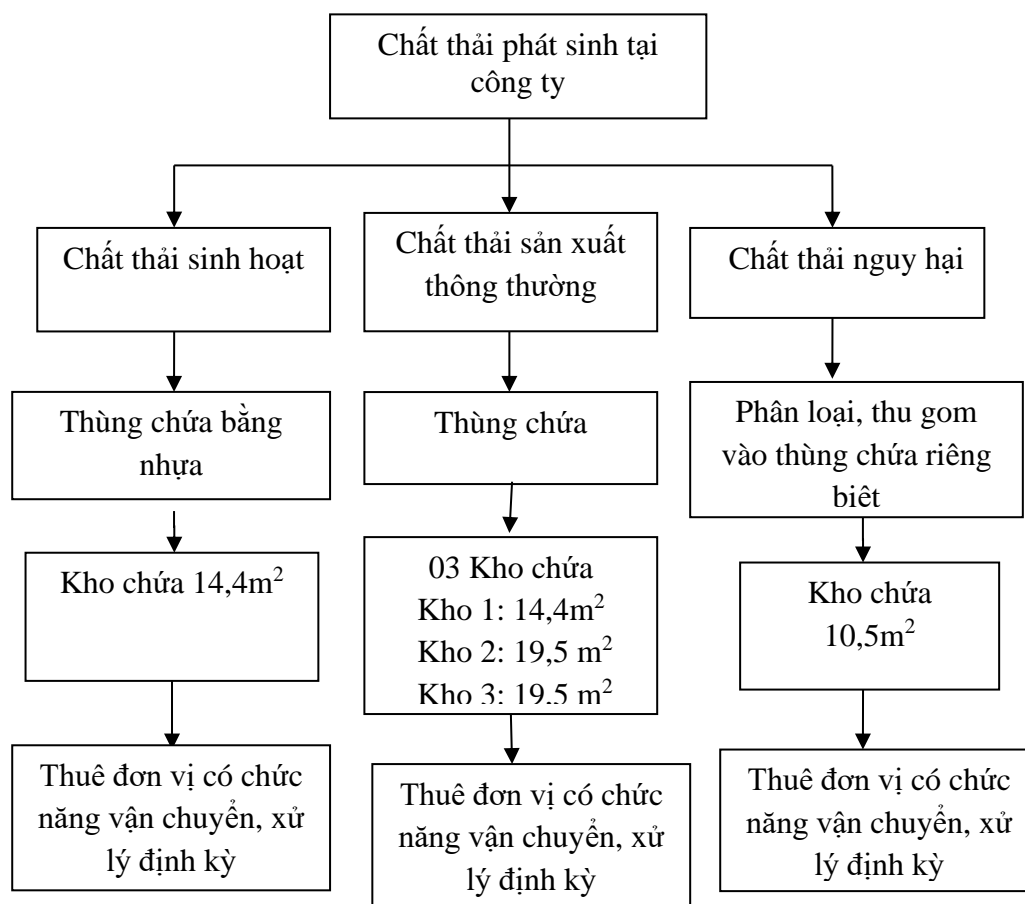 Chất thải phát sinh tại
công ty
Chất thải sinh hoạt
Chất thải sản xuất
thông thường
Chất thải nguy hại
Thùng chứa bằng
nhựa
Thùng chứa
Phân loại, thu gom
vào thùng chứa riêng
biêt
Kho chứa 14,4m²
03 Kho chứa
Kho 1: 14,4m²
Kho 2: 19,5 m²
Kho 3: 19,5 m²
Kho chứa
10,5m²
Thuê đơn vị có chức
năng vận chuyển, xử
lý định kỳ
Thuê đơn vị có chức
năng vận chuyển, xử
lý định kỳ
Thuê đơn vị có chức
năng vận chuyển, xử
lý định kỳ